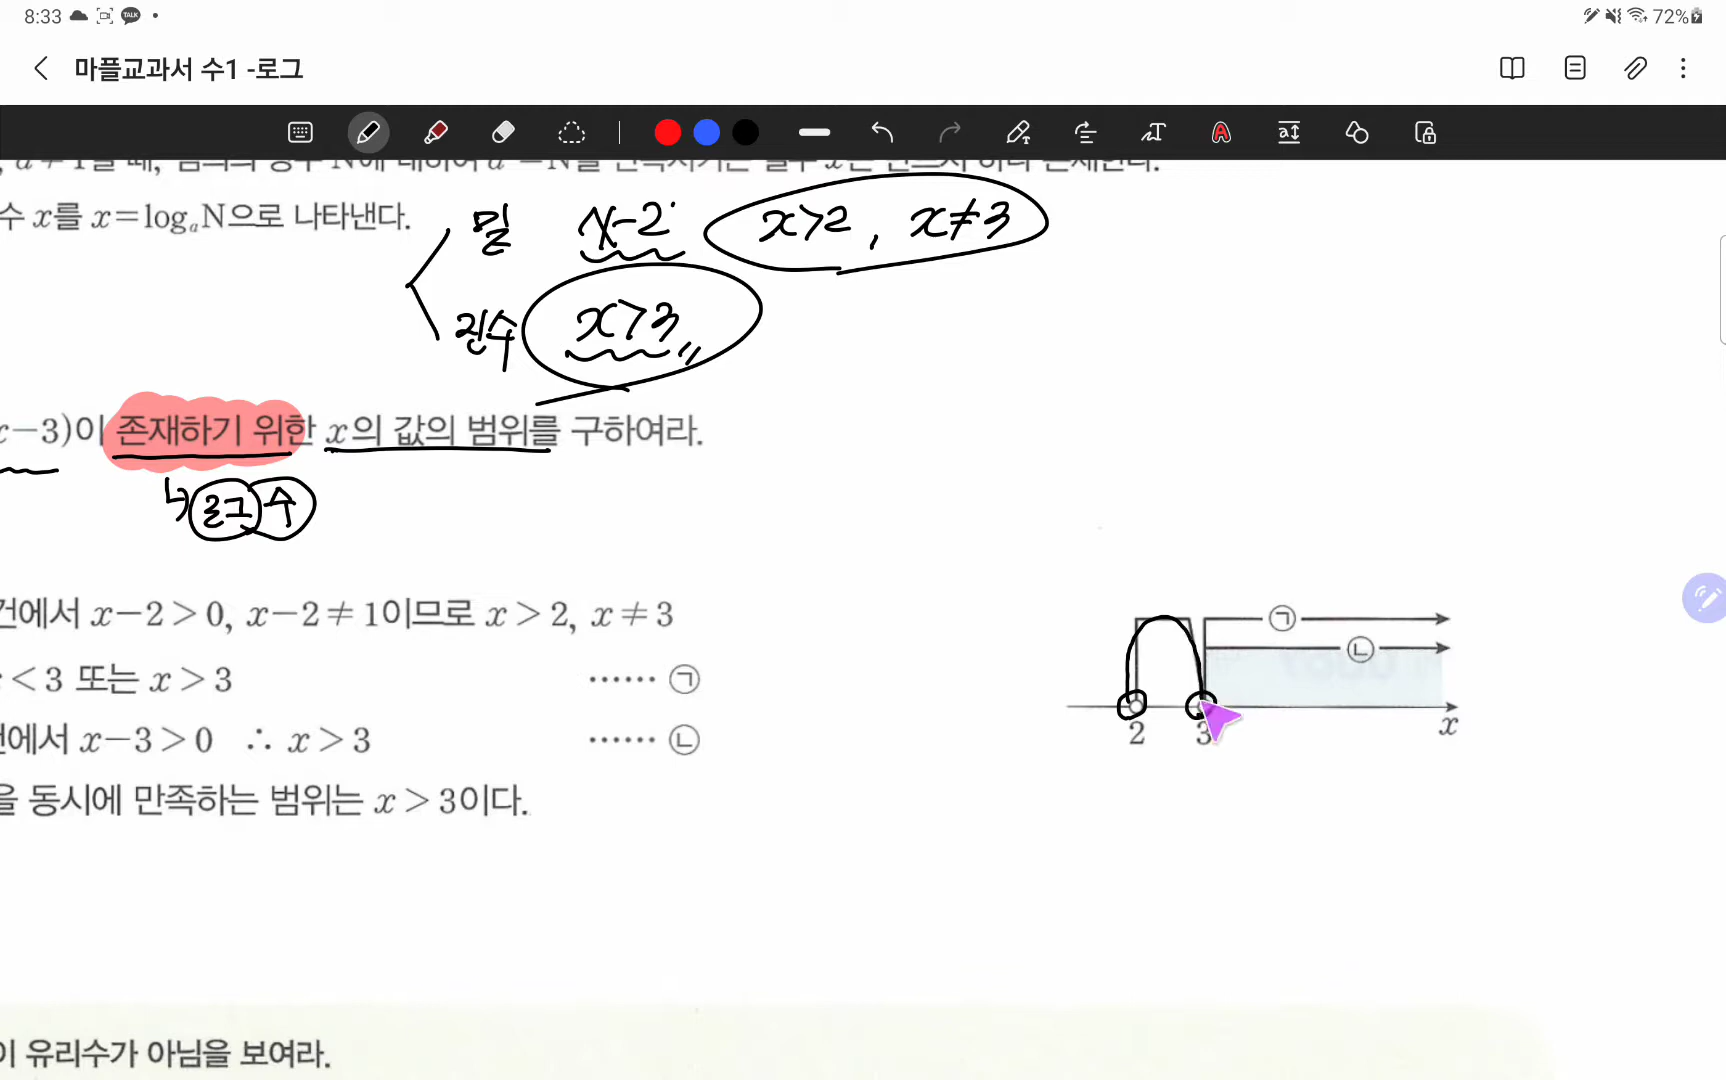 8:33 TALK 72%
마플교과서 수1 -로그
수 x를 x=logₐN으로 나타낸다.
밑 x-2 x>2, x≠3
진수 x>3
x-3)이 존재하기 위한 x의 값의 범위를 구하여라.
로그 수
건에서 x-2>0, x-2≠1이므로 x>2, x≠3
<3 또는 x>3 …… ㉠
건에서 x-3>0 ∴ x>3 …… ㉡
을 동시에 만족하는 범위는 x>3이다.
㉠
㉡
2 3 x
이 유리수가 아님을 보여라.